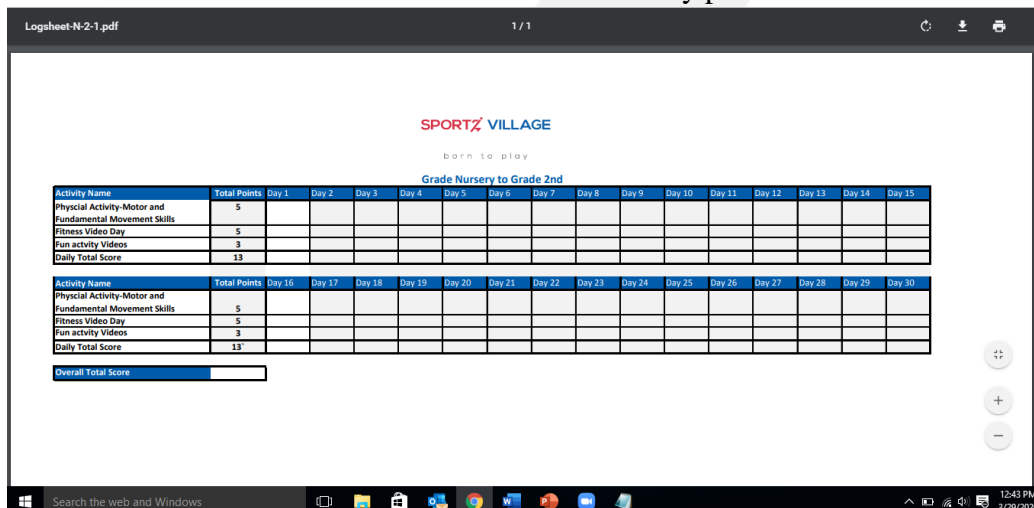 Logsheet-N-2-1.pdf 1 / 1
SPORTZ VILLAGE
born to play
Grade Nursery to Grade 2nd
Activity Name Total Points Day 1 Day 2 Day 3 Day 4 Day 5 Day 6 Day 7 Day 8 Day 9 Day 10 Day 11 Day 12 Day 13 Day 14 Day 15
Physcial Activity-Motor and
Fundamental Movement Skills 5
Fitness Video Day 5
Fun actvity Videos 3
Daily Total Score 13
Activity Name Total Points Day 16 Day 17 Day 18 Day 19 Day 20 Day 21 Day 22 Day 23 Day 24 Day 25 Day 26 Day 27 Day 28 Day 29 Day 30
Physcial Activity-Motor and
Fundamental Movement Skills 5
Fitness Video Day 5
Fun actvity Videos 3
Daily Total Score 13`
Overall Total Score
Search the web and Windows 12:43 PM